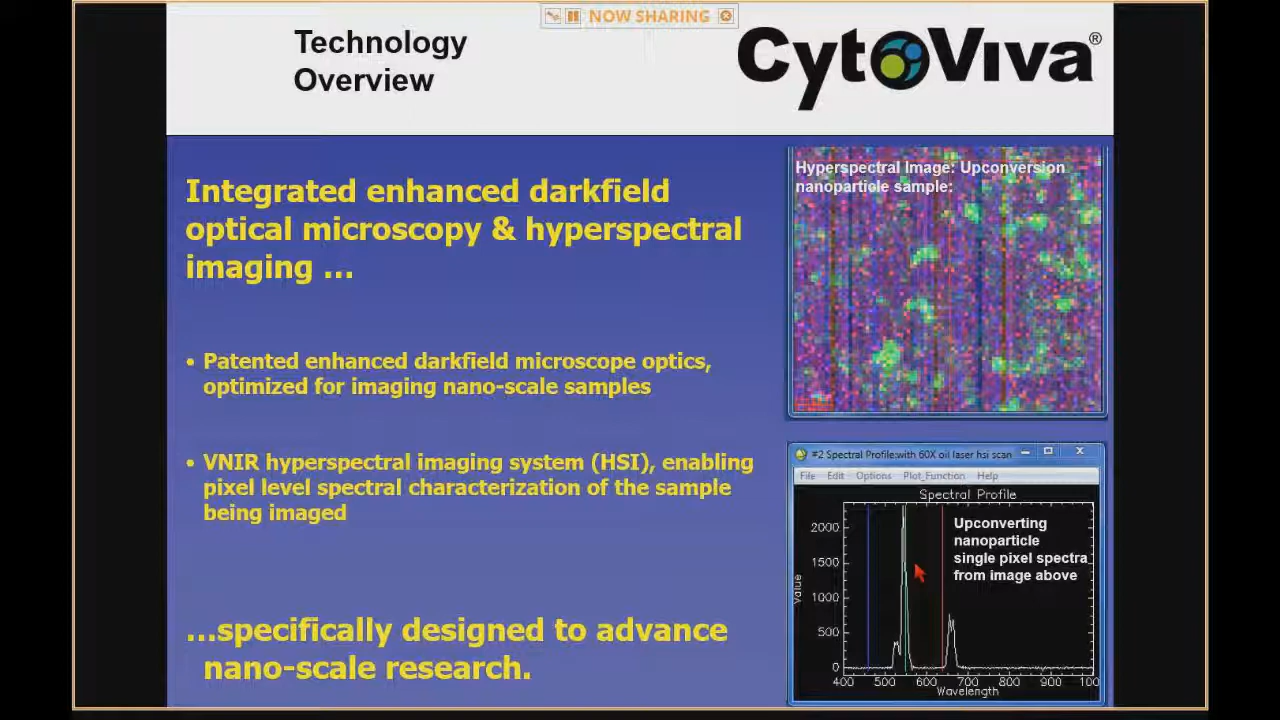 NOW SHARING
Technology
Overview
CytoViva®
Integrated enhanced darkfield
optical microscopy & hyperspectral
imaging …
• Patented enhanced darkfield microscope optics,
optimized for imaging nano-scale samples
• VNIR hyperspectral imaging system (HSI), enabling
pixel level spectral characterization of the sample
being imaged
…specifically designed to advance
nano-scale research.
Hyperspectral Image: Upconversion
nanoparticle sample:
#2 Spectral Profile:with 60X oil laser hsi scan
File Edit Options Plot_Function Help
Spectral Profile
Upconverting
nanoparticle
single pixel spectra
from image above
Value
2000
1500
1000
500
0
400 500 600 700 800 900 100
Wavelength